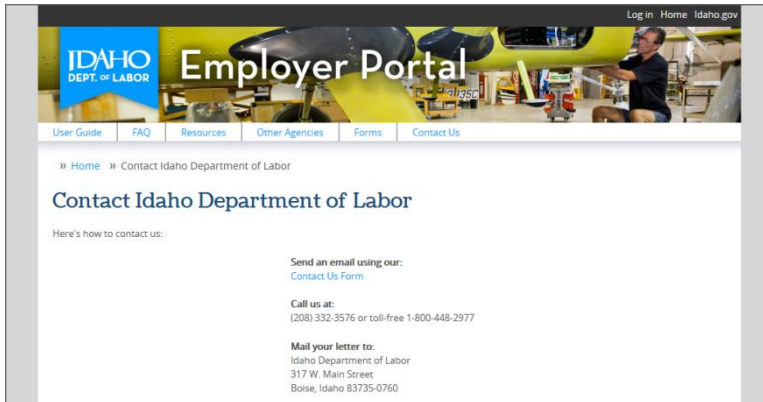 Log in Home Idaho.gov
IDAHO
DEPT. OF LABOR
Employer Portal
User Guide FAQ Resources Other Agencies Forms Contact Us
» Home » Contact Idaho Department of Labor
Contact Idaho Department of Labor
Here's how to contact us:
Send an email using our:
Contact Us Form
Call us at:
(208) 332-3576 or toll-free 1-800-448-2977
Mail your letter to:
Idaho Department of Labor
317 W. Main Street
Boise, Idaho 83735-0760